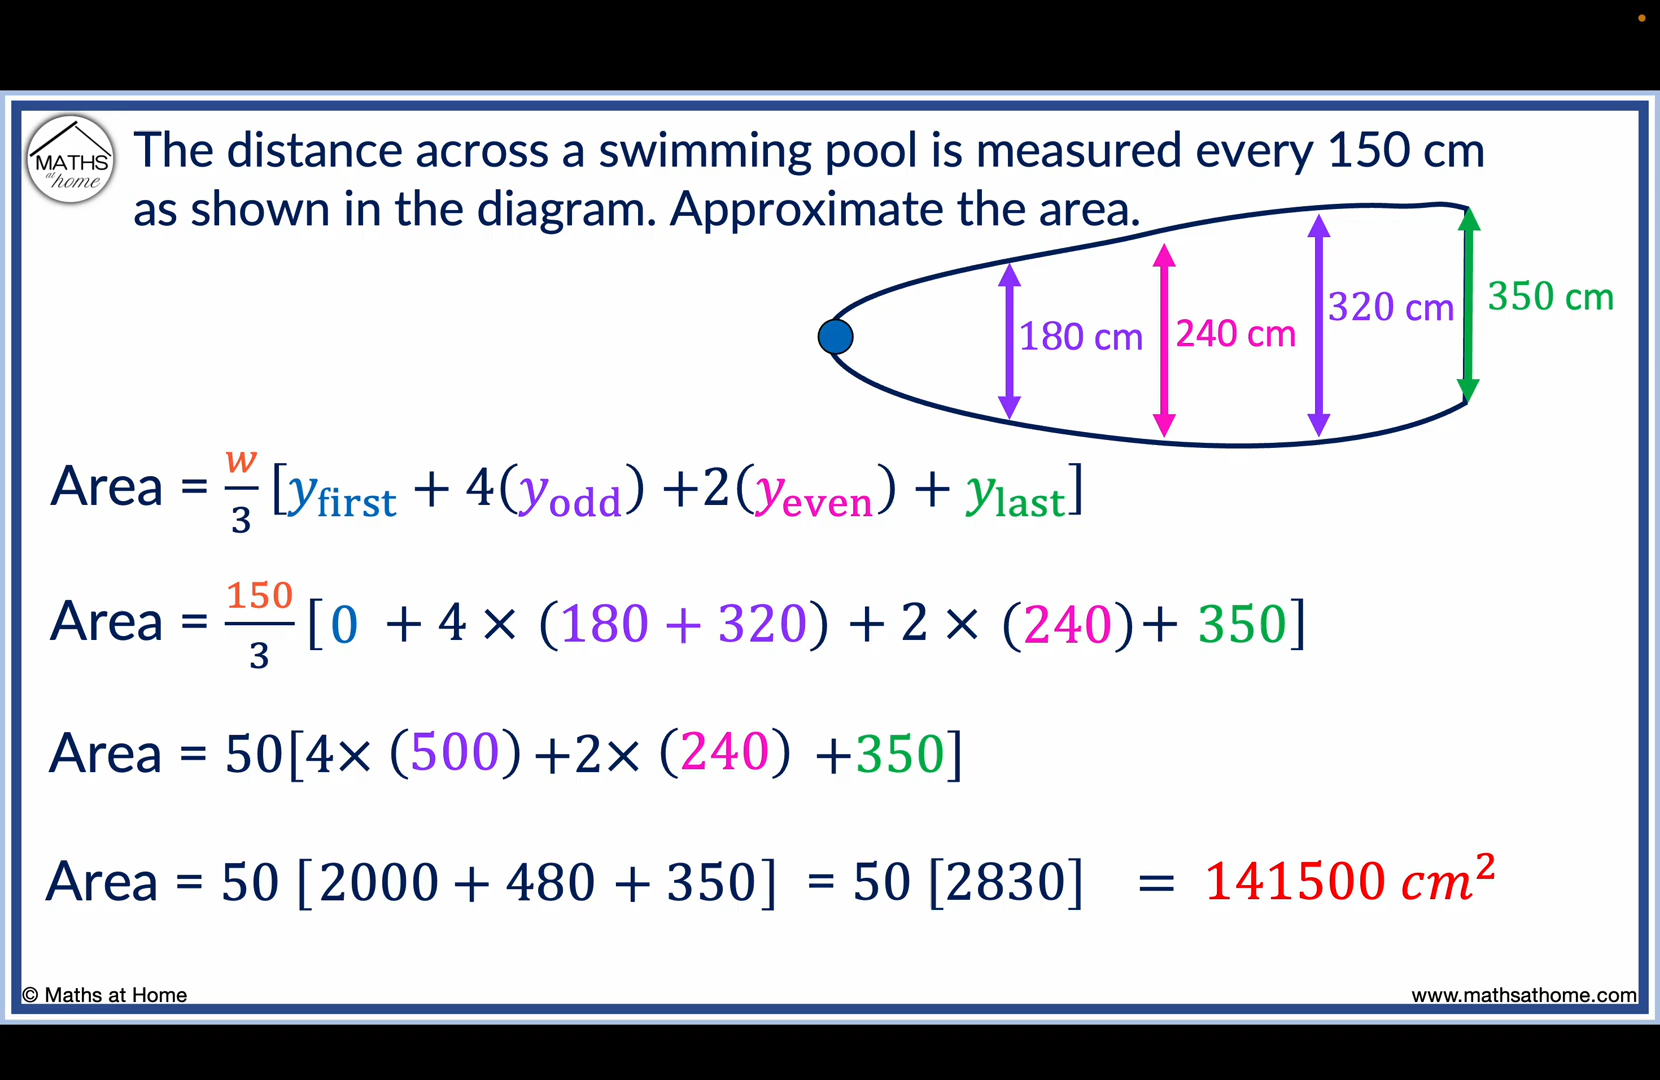 MATHS
at
home
The distance across a swimming pool is measured every 150 cm
as shown in the diagram. Approximate the area.
180 cm
240 cm
320 cm
350 cm
Area = w/3 [y_first + 4(y_odd) +2(y_even) + y_last]
Area = 150/3 [0 + 4 × (180 + 320) + 2 × (240)+ 350]
Area = 50[4× (500) +2× (240) +350]
Area = 50 [2000 + 480 + 350] = 50 [2830] = 141500 cm²
© Maths at Home
www.mathsathome.com